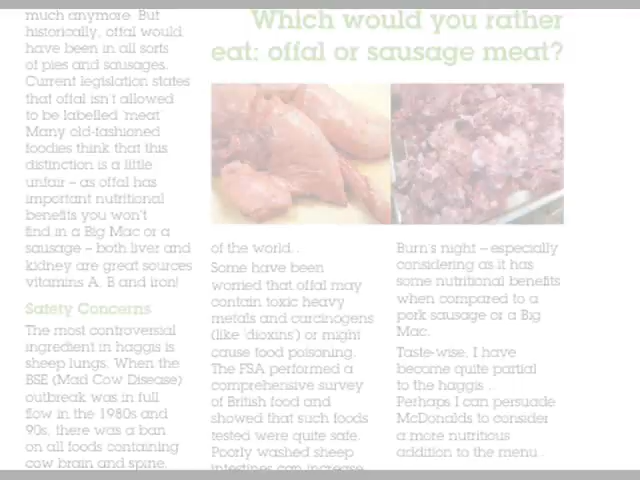 much anymore. But
historically, offal would
have been in all sorts
of pies and sausages.
Current legislation states
that offal isn't allowed
to be labelled 'meat'
Many old-fashioned
foodies think that this
distinction is a little
unfair – as offal has
important nutritional
benefits you won't
find in a Big Mac or a
sausage – both liver and
kidney are great sources
vitamins A, B and iron!
Safety Concerns
The most controversial
ingredient in haggis is
sheep lungs. When the
BSE (Mad Cow Disease)
outbreak was in full
flow in the 1980s and
90s, there was a ban
on all foods containing
cow brain and spine,
Which would you rather
eat: offal or sausage meat?
of the world. .
Some have been
worried that offal may
contain toxic heavy
metals and carcinogens
(like 'dioxins') or might
cause food poisoning.
The FSA performed a
comprehensive survey
of British food and
showed that such foods
tested were quite safe.
Poorly washed sheep
intestines can increase
Burn's night – especially
considering as it has
some nutritional benefits
when compared to a
pork sausage or a Big
Mac.
Taste-wise, I have
become quite partial
to the haggis ..
Perhaps I can persuade
McDonalds to consider
a more nutritious
addition to the menu.